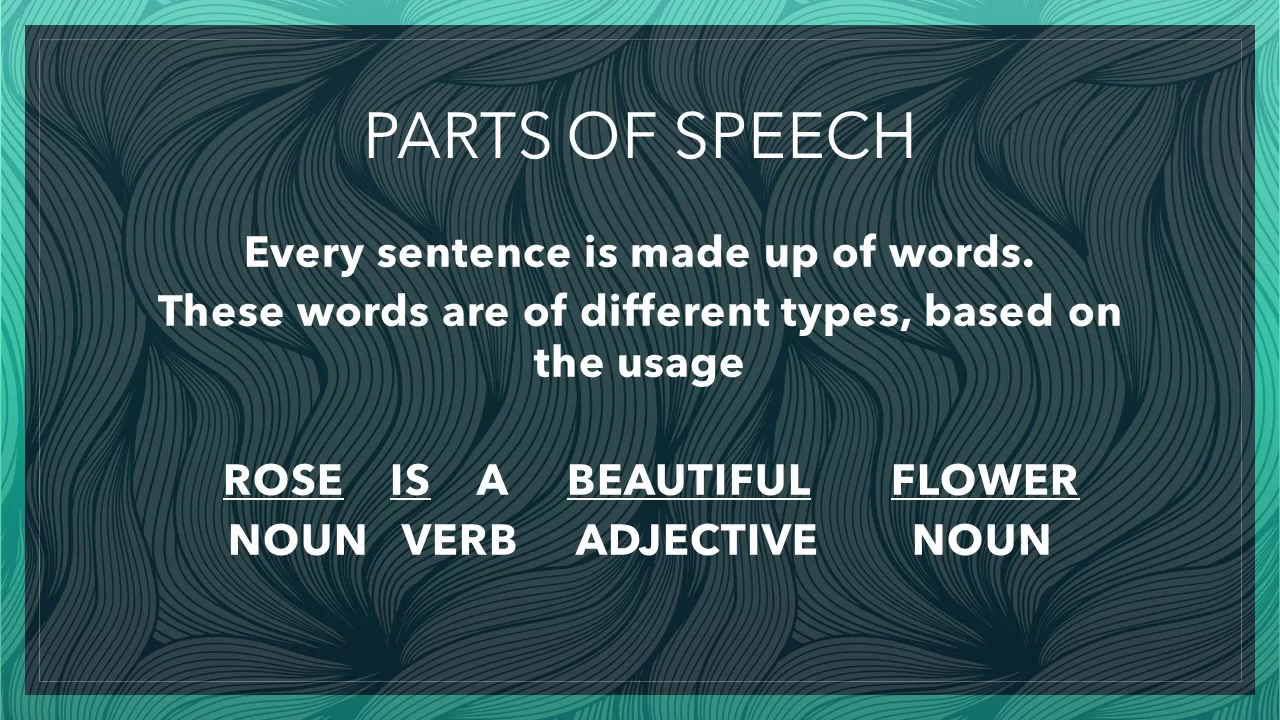 PARTS OF SPEECH
Every sentence is made up of words.
These words are of different types, based on
the usage
ROSE IS A BEAUTIFUL FLOWER
NOUN VERB ADJECTIVE NOUN